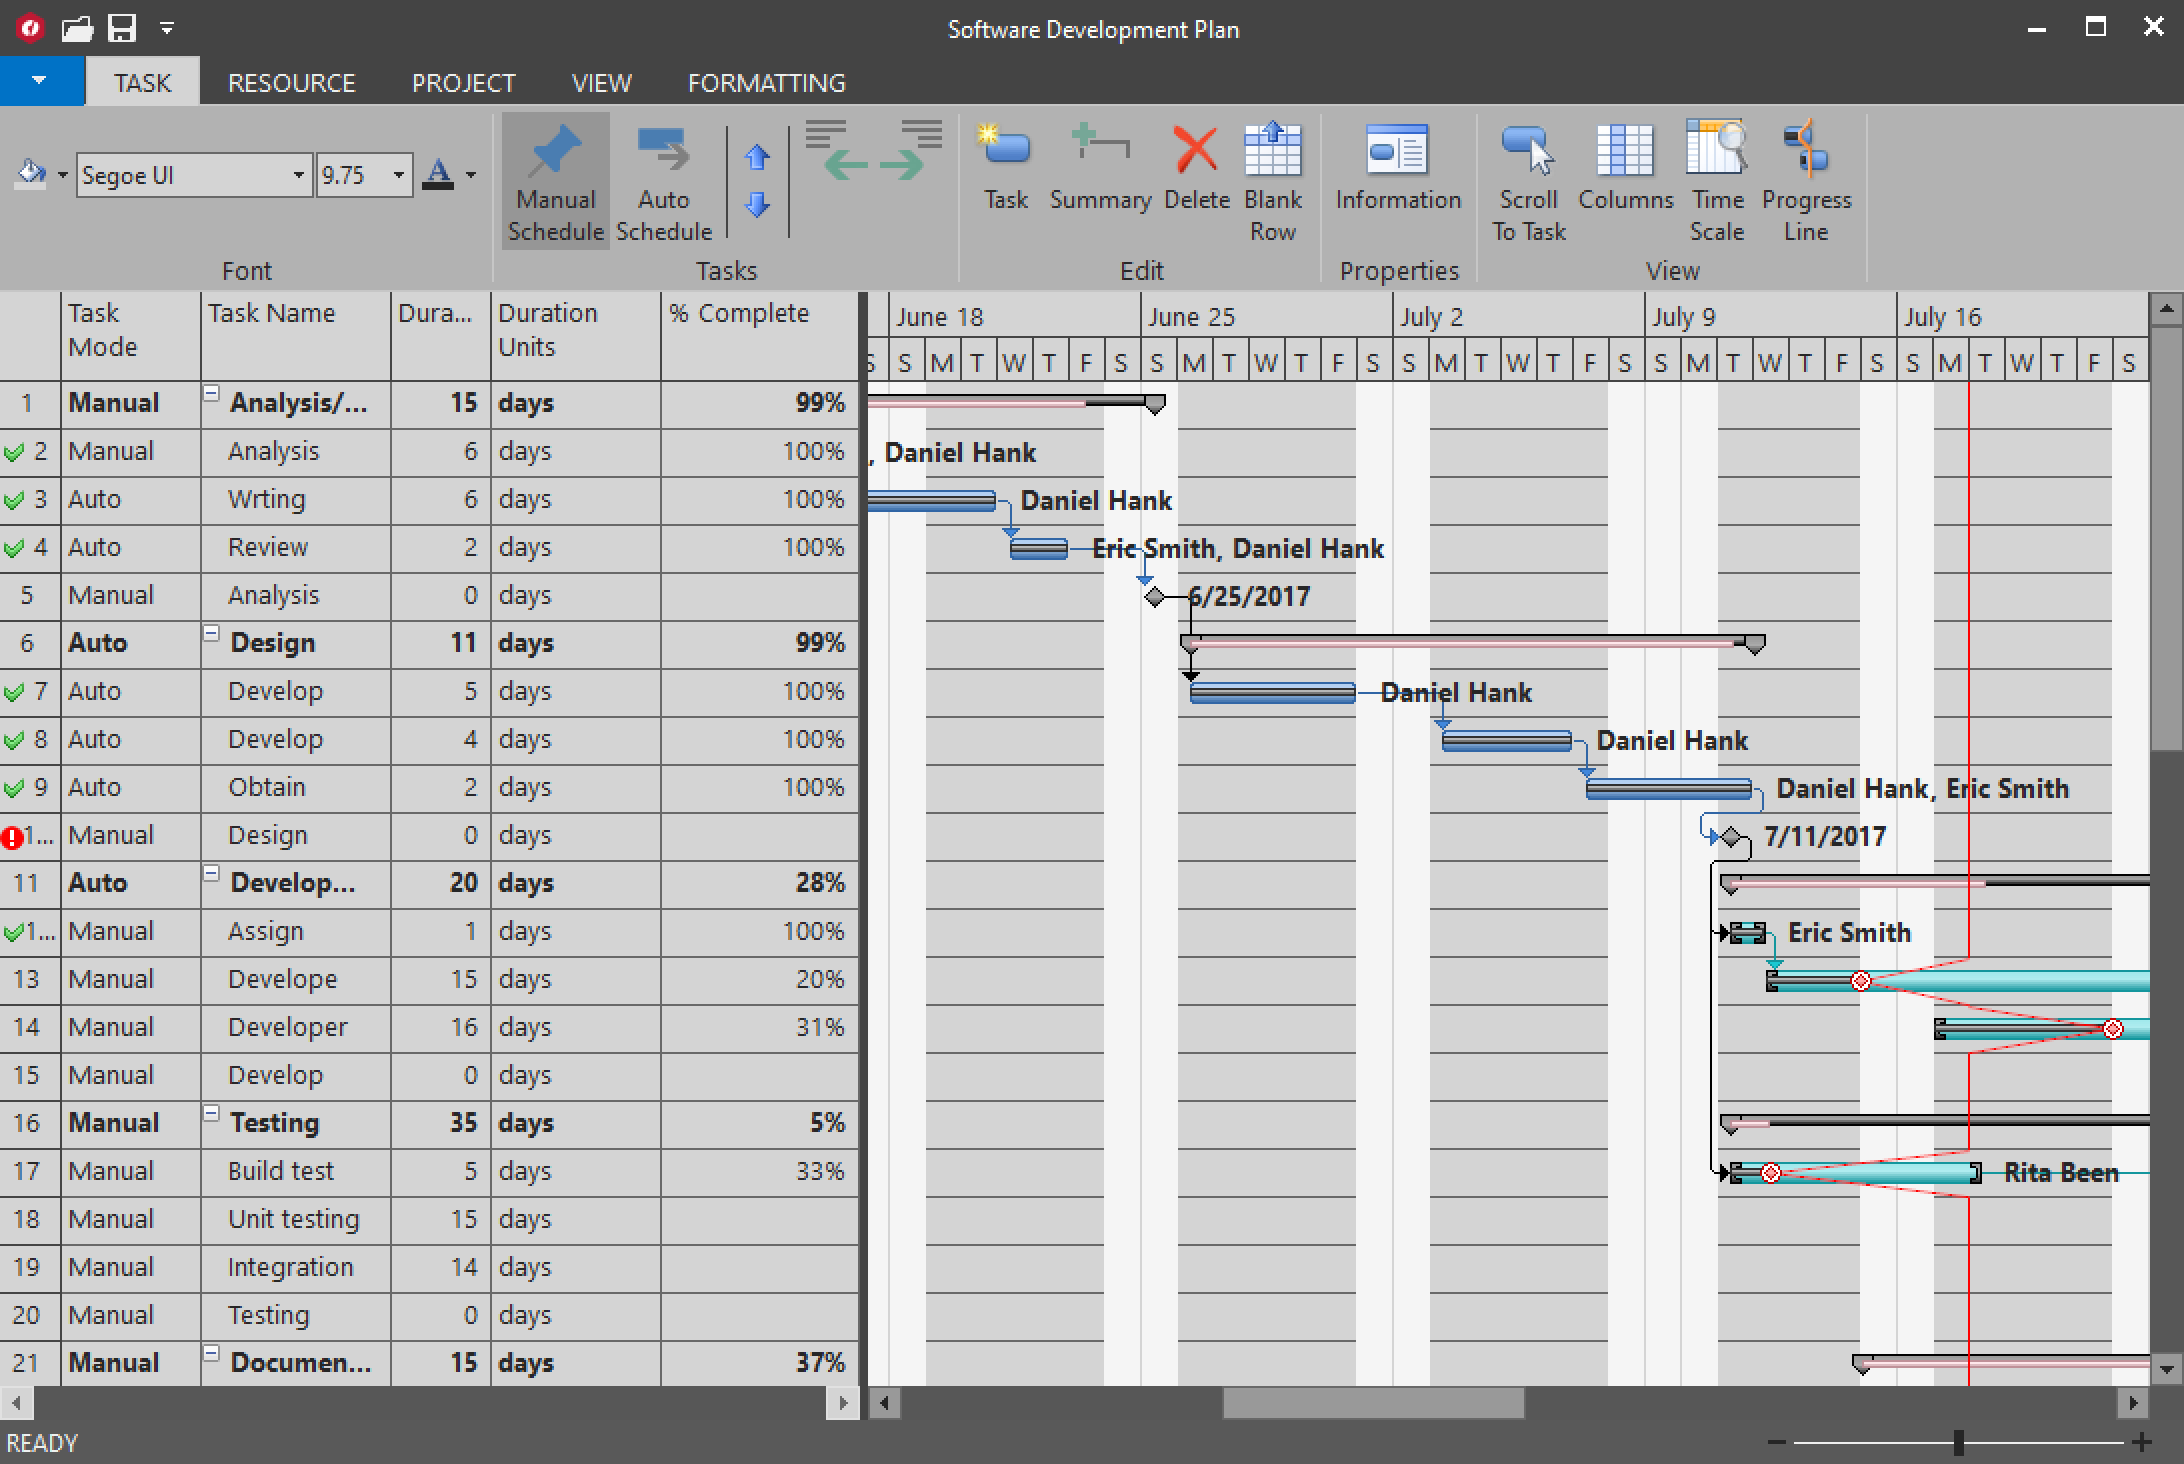 Software Development Plan
TASK RESOURCE PROJECT VIEW FORMATTING
Segoe UI 9.75 A
Manual Schedule Auto Schedule Task Summary Delete Blank Row Information Scroll To Task Columns Time Scale Progress Line
Font Tasks Edit Properties View
Task Mode Task Name Dura... Duration Units % Complete
June 18 June 25 July 2 July 9 July 16
S S M T W T F S S M T W T F S S M T W T F S S M T W T F S S M T W T F S
1 Manual Analysis/... 15 days 99%
2 Manual Analysis 6 days 100% , Daniel Hank
3 Auto Wrting 6 days 100% Daniel Hank
4 Auto Review 2 days 100% Eric Smith, Daniel Hank
5 Manual Analysis 0 days 6/25/2017
6 Auto Design 11 days 99%
7 Auto Develop 5 days 100% Daniel Hank
8 Auto Develop 4 days 100% Daniel Hank
9 Auto Obtain 2 days 100% Daniel Hank, Eric Smith
1... Manual Design 0 days 7/11/2017
11 Auto Develop... 20 days 28%
1... Manual Assign 1 days 100% Eric Smith
13 Manual Develope 15 days 20%
14 Manual Developer 16 days 31%
15 Manual Develop 0 days
16 Manual Testing 35 days 5%
17 Manual Build test 5 days 33% Rita Been
18 Manual Unit testing 15 days
19 Manual Integration 14 days
20 Manual Testing 0 days
21 Manual Documen... 15 days 37%
READY